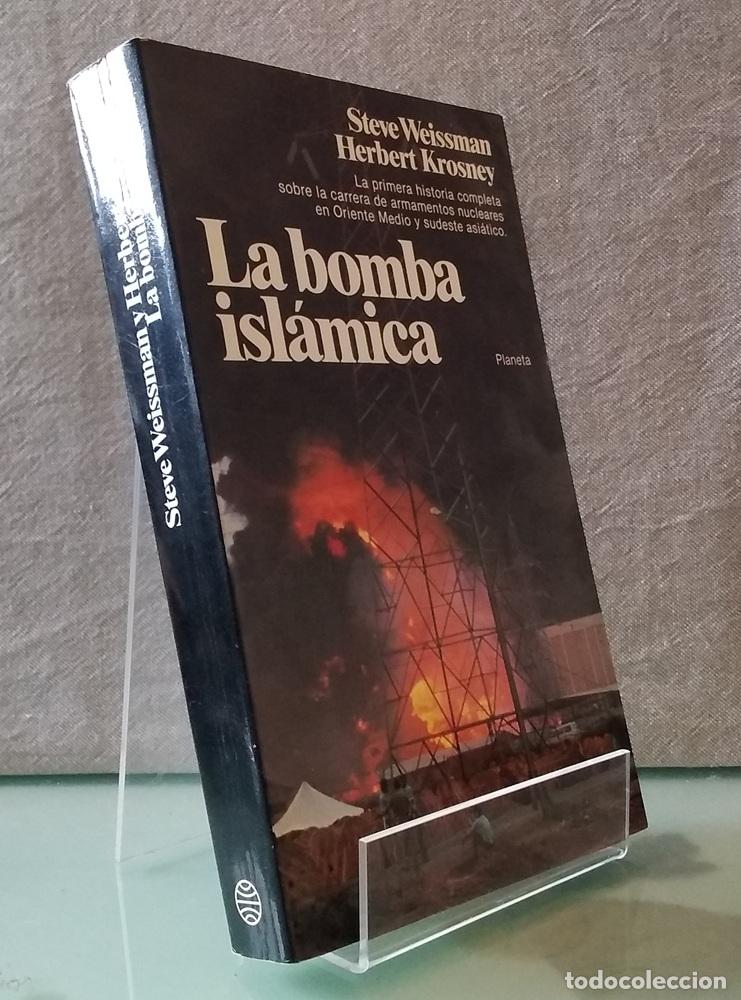 Steve Weissman
Herbert Krosney
La primera historia completa
sobre la carrera de armamentos nucleares
en Oriente Medio y sudeste asiático.
La bomba
islámica
Planeta
Steve Weissman y Herbe
La bom
todocoleccion